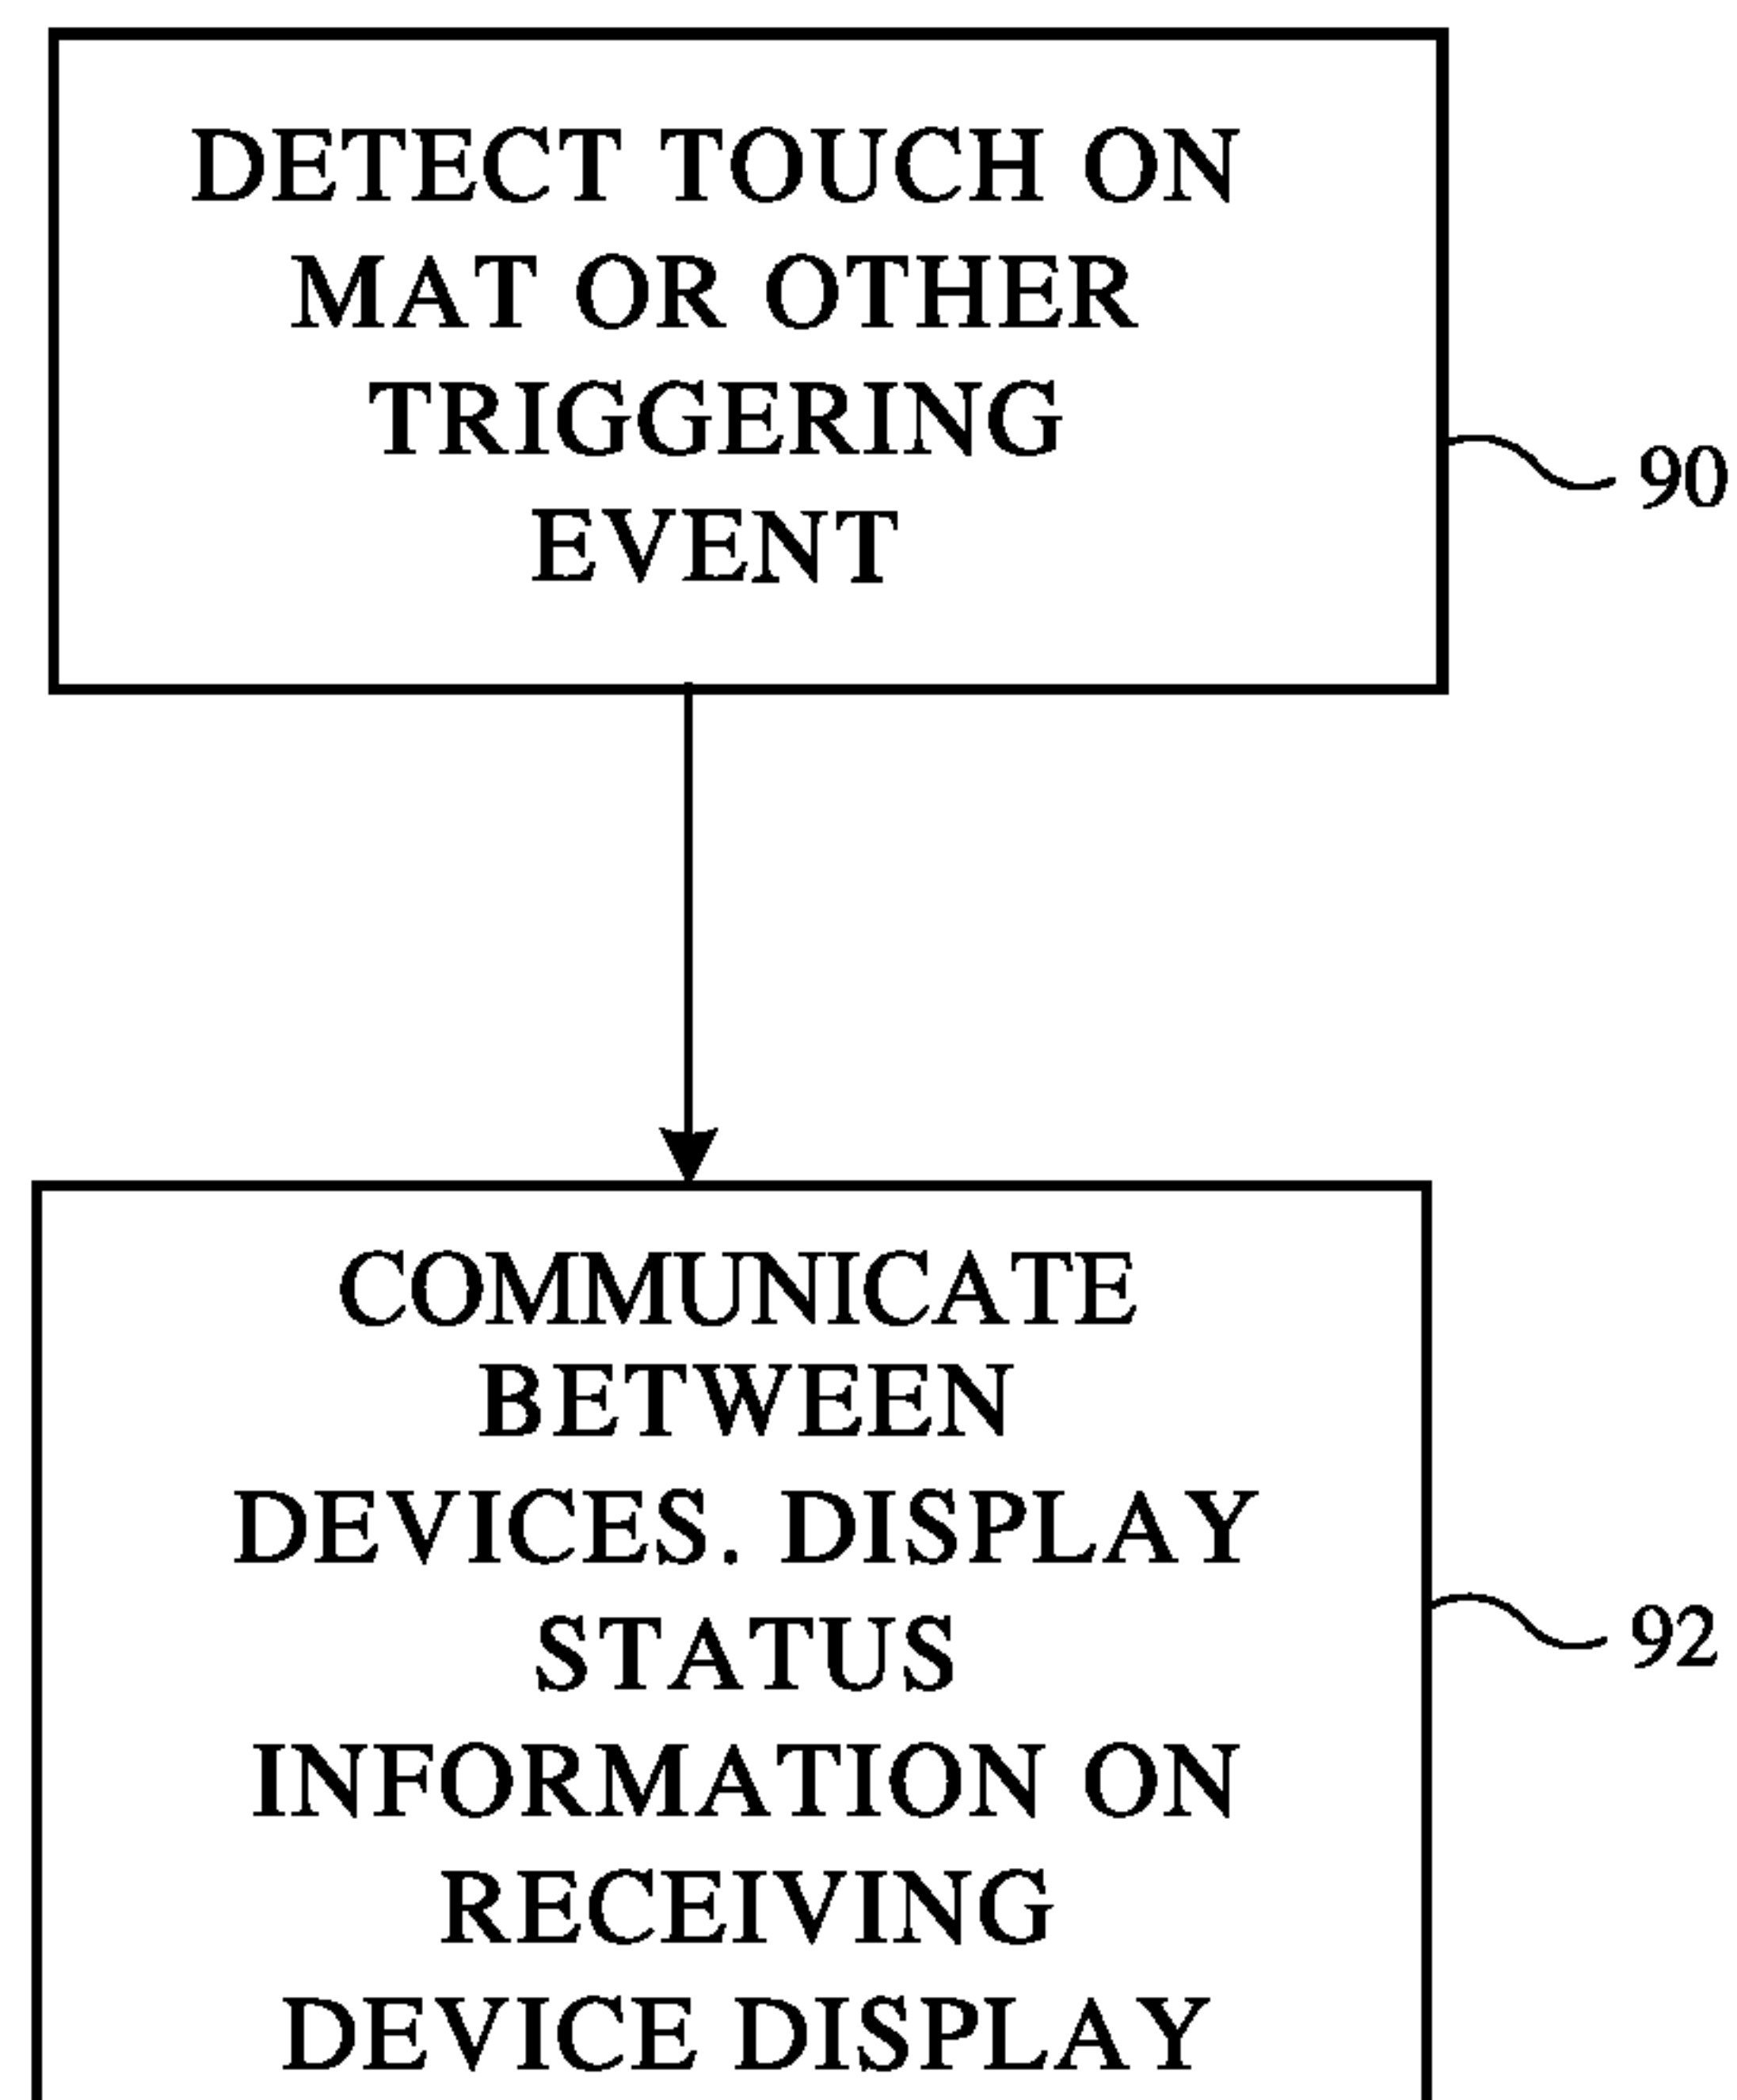 DETECT TOUCH ON
MAT OR OTHER
TRIGGERING
EVENT
90
COMMUNICATE
BETWEEN
DEVICES. DISPLAY
STATUS
INFORMATION ON
RECEIVING
DEVICE DISPLAY
92